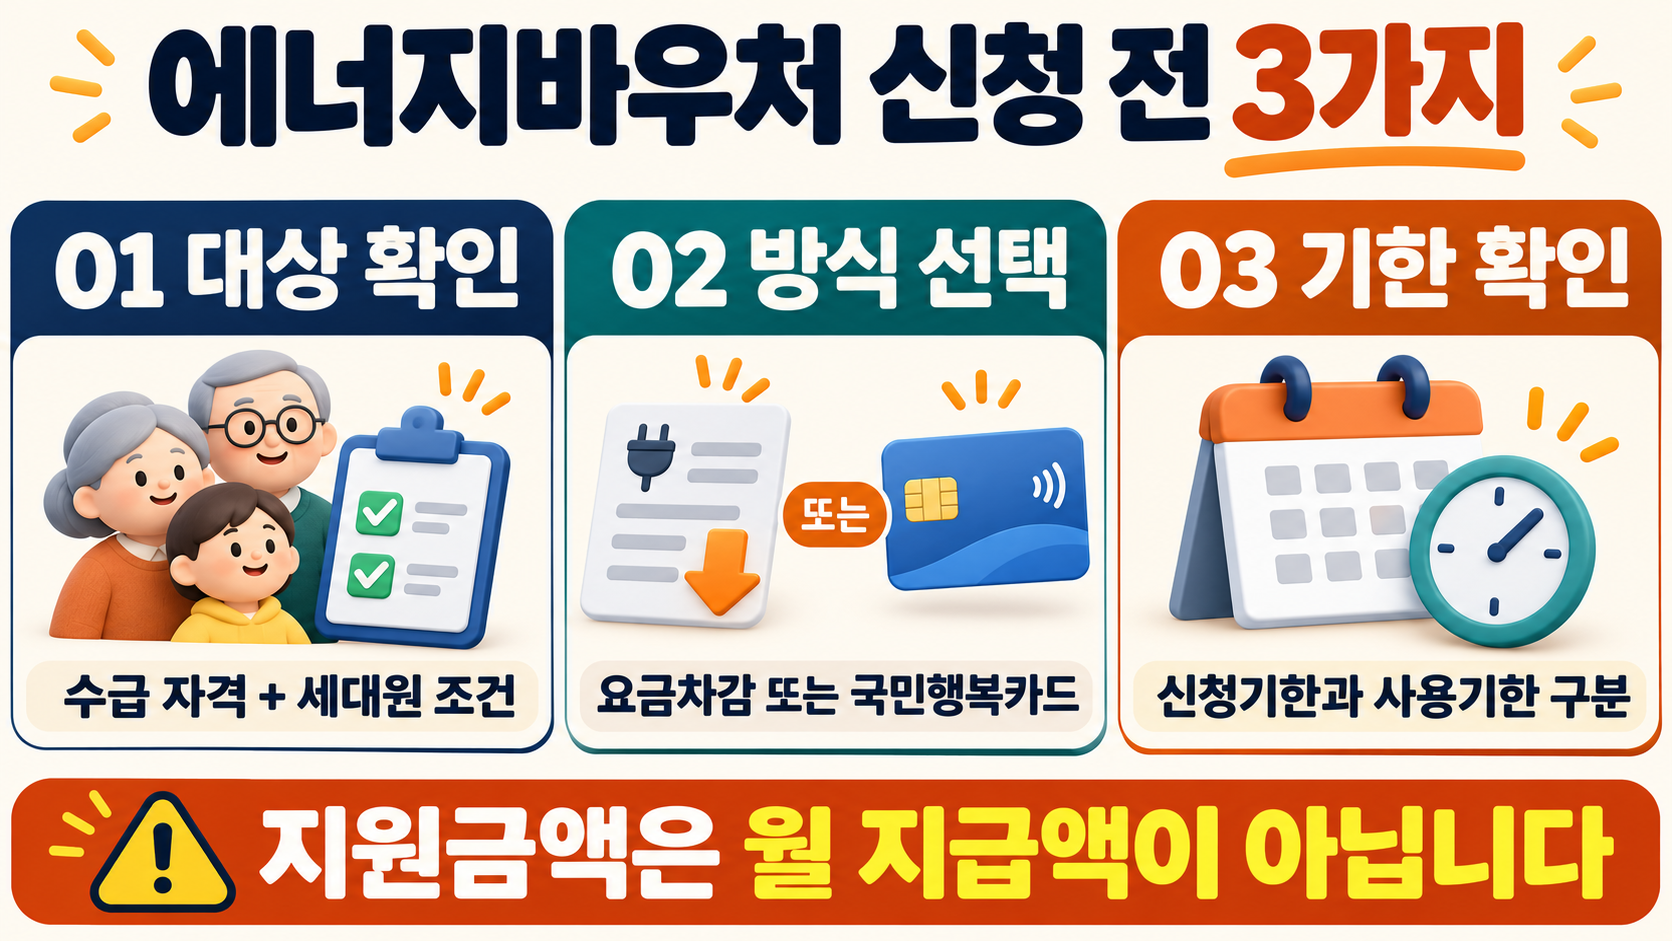 에너지바우처 신청 전 3가지
01 대상 확인
수급 자격 + 세대원 조건
02 방식 선택
또는
요금차감 또는 국민행복카드
03 기한 확인
신청기한과 사용기한 구분
지원금액은 월 지급액이 아닙니다